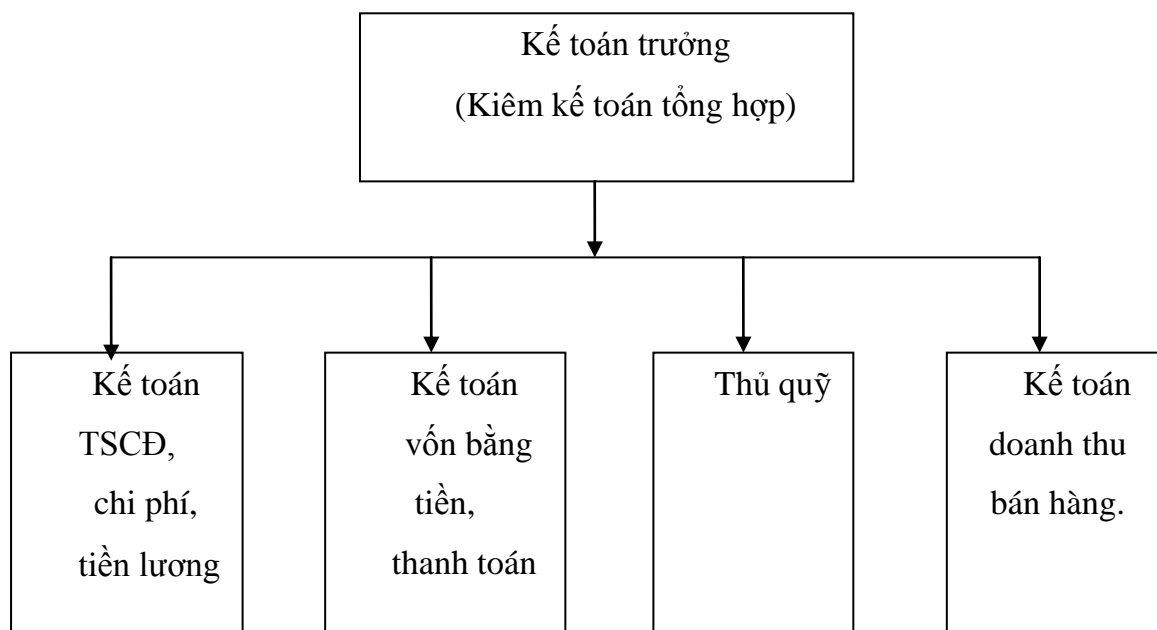 Kế toán trưởng
(Kiêm kế toán tổng hợp)
Kế toán
TSCĐ,
chi phí,
tiền lương
Kế toán
vốn bằng
tiền,
thanh toán
Thủ quỹ
Kế toán
doanh thu
bán hàng.